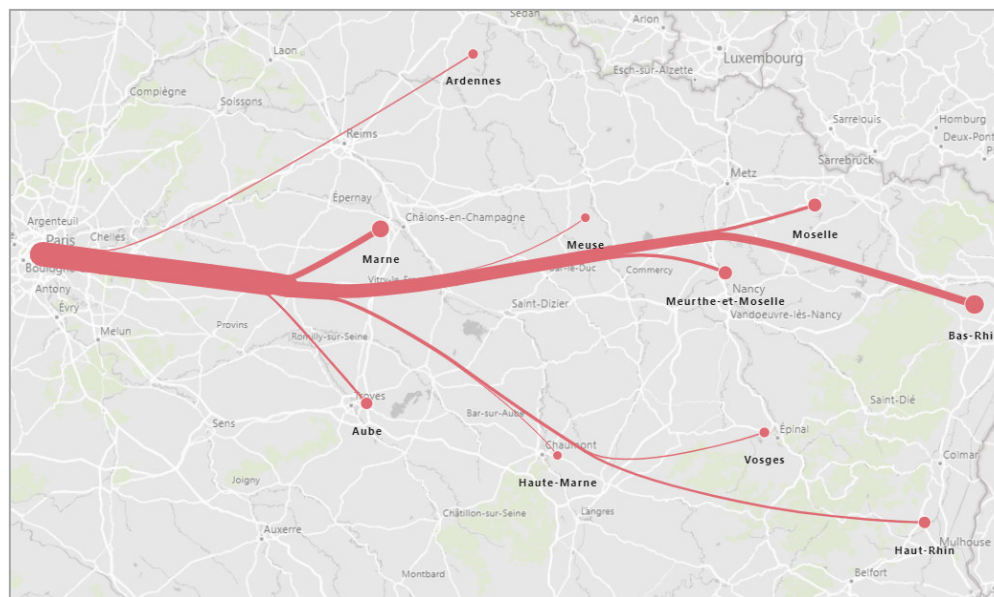 Sedan
Arlon
Laon
Luxembourg
Ardennes
Esch-sur-Alzette
Compiègne
Soissons
Sarrelouis
Homburg
Reims
Deux-Pont
Sarrebruck
Metz
Épernay
Argenteuil
Châlons-en-Champagne
Paris
Chelles
Moselle
Marne
Meuse
Boulogne
Commercy
Antony
Nancy
Meurthe-et-Moselle
Évry
Saint-Dizier
Vandoeuvre-lès-Nancy
Melun
Provins
Romilly-sur-Seine
Bas-Rhi
Troyes
Saint-Dié
Bar-sur-Aube
Sens
Aube
Épinal
Chaumont
Vosges
Colmar
Joigny
Haute-Marne
Châtillon-sur-Seine
Langres
Auxerre
Mulhouse
Haut-Rhin
Montbard
Belfort